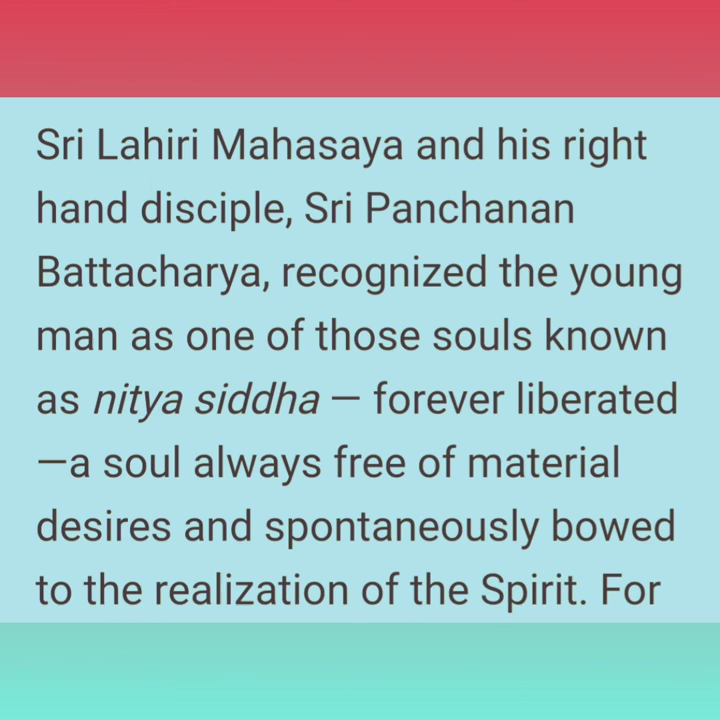 Sri Lahiri Mahasaya and his right
hand disciple, Sri Panchanan
Battacharya, recognized the young
man as one of those souls known
as nitya siddha — forever liberated
—a soul always free of material
desires and spontaneously bowed
to the realization of the Spirit. For